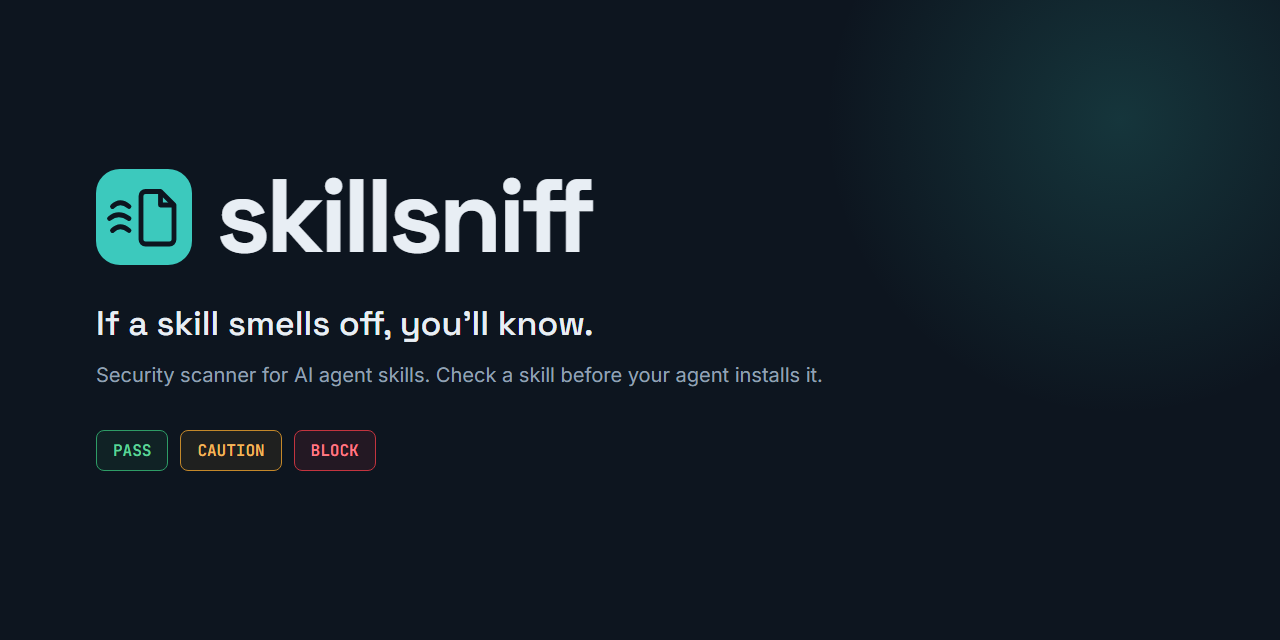 skillsniff
If a skill smells off, you’ll know.
Security scanner for AI agent skills. Check a skill before your agent installs it.
PASS CAUTION BLOCK